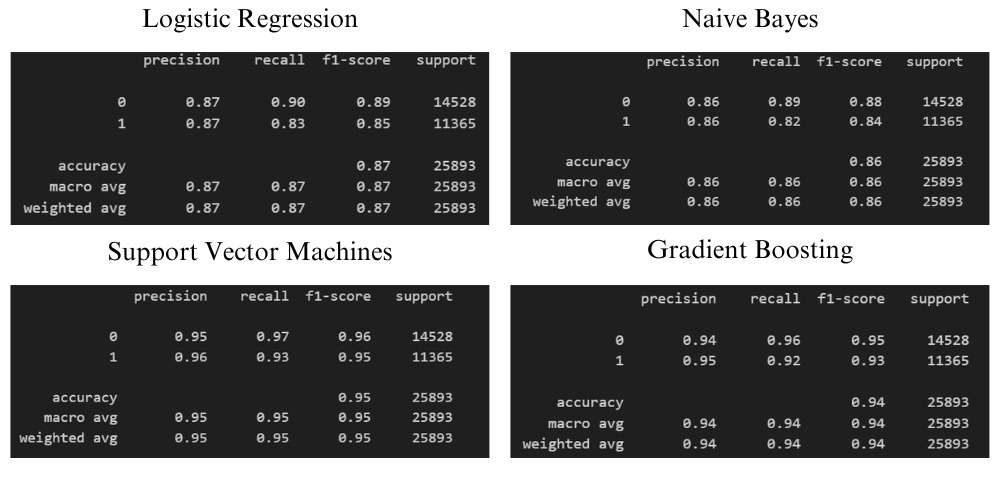 Logistic Regression
precision recall f1-score support
0 0.87 0.90 0.89 14528
1 0.87 0.83 0.85 11365
accuracy 0.87 25893
macro avg 0.87 0.87 0.87 25893
weighted avg 0.87 0.87 0.87 25893
Naive Bayes
precision recall f1-score support
0 0.86 0.89 0.88 14528
1 0.86 0.82 0.84 11365
accuracy 0.86 25893
macro avg 0.86 0.86 0.86 25893
weighted avg 0.86 0.86 0.86 25893
Support Vector Machines
precision recall f1-score support
0 0.95 0.97 0.96 14528
1 0.96 0.93 0.95 11365
accuracy 0.95 25893
macro avg 0.95 0.95 0.95 25893
weighted avg 0.95 0.95 0.95 25893
Gradient Boosting
precision recall f1-score support
0 0.94 0.96 0.95 14528
1 0.95 0.92 0.93 11365
accuracy 0.94 25893
macro avg 0.94 0.94 0.94 25893
weighted avg 0.94 0.94 0.94 25893